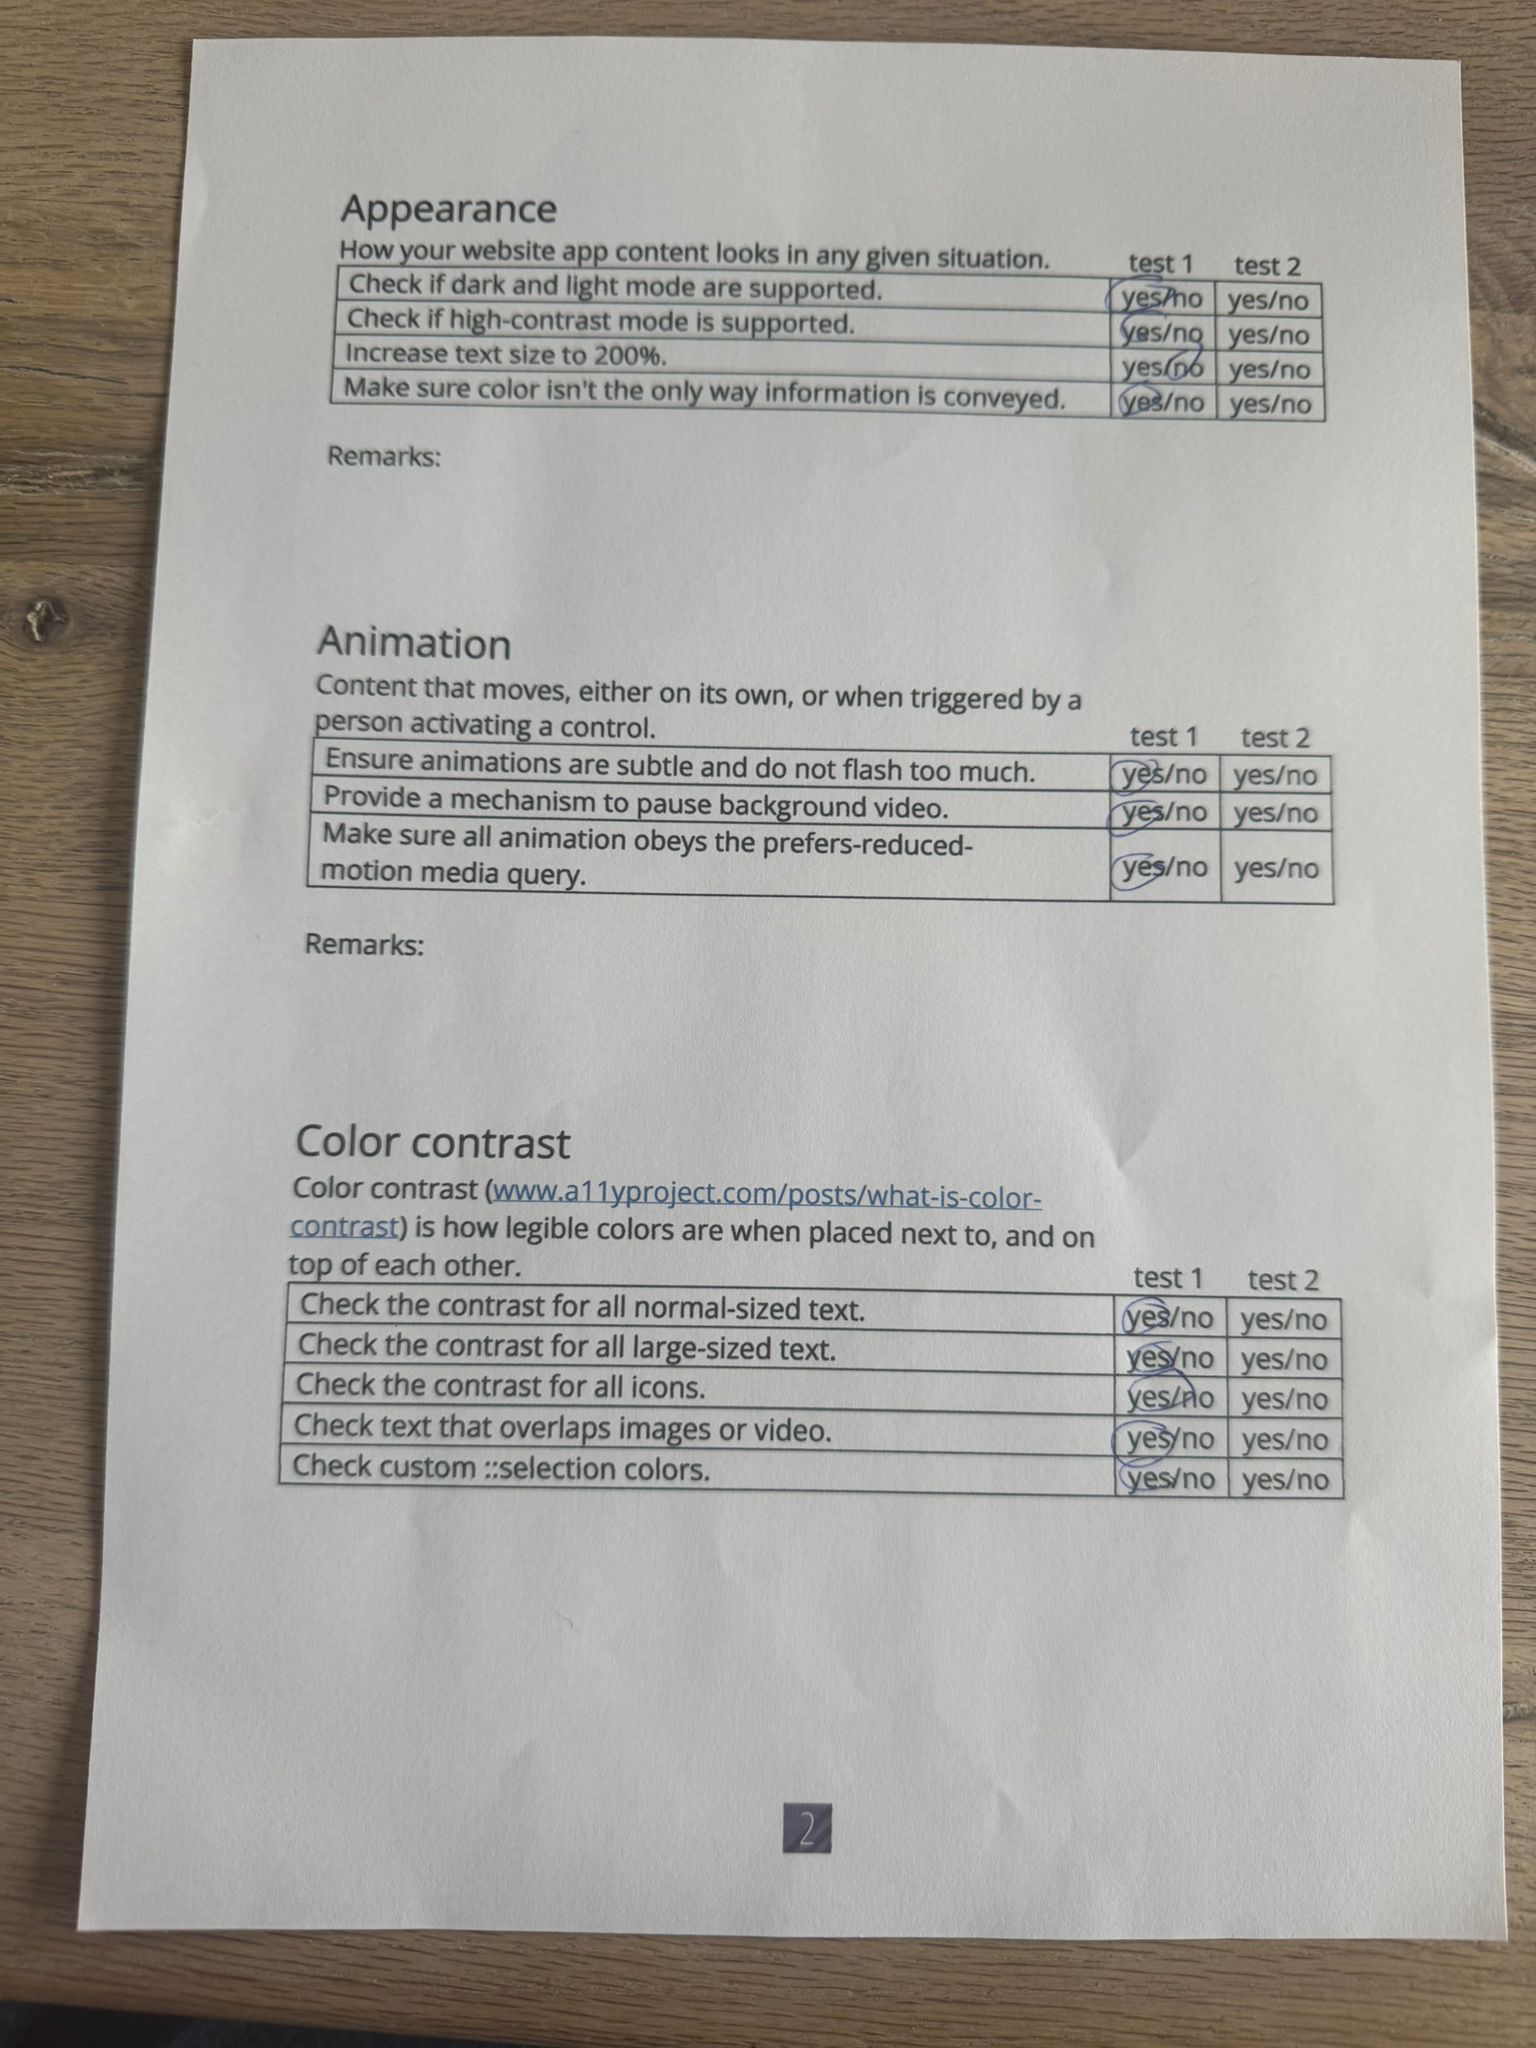 Appearance
How your website app content looks in any given situation. test 1 test 2
Check if dark and light mode are supported. yes/no yes/no
Check if high-contrast mode is supported. yes/no yes/no
Increase text size to 200%. yes/no yes/no
Make sure color isn't the only way information is conveyed. yes/no yes/no
Remarks:
Animation
Content that moves, either on its own, or when triggered by a
person activating a control. test 1 test 2
Ensure animations are subtle and do not flash too much. yes/no yes/no
Provide a mechanism to pause background video. yes/no yes/no
Make sure all animation obeys the prefers-reduced-
motion media query. yes/no yes/no
Remarks:
Color contrast
Color contrast (www.a11yproject.com/posts/what-is-color-
contrast) is how legible colors are when placed next to, and on
top of each other. test 1 test 2
Check the contrast for all normal-sized text. yes/no yes/no
Check the contrast for all large-sized text. yes/no yes/no
Check the contrast for all icons. yes/no yes/no
Check text that overlaps images or video. yes/no yes/no
Check custom ::selection colors. yes/no yes/no
2